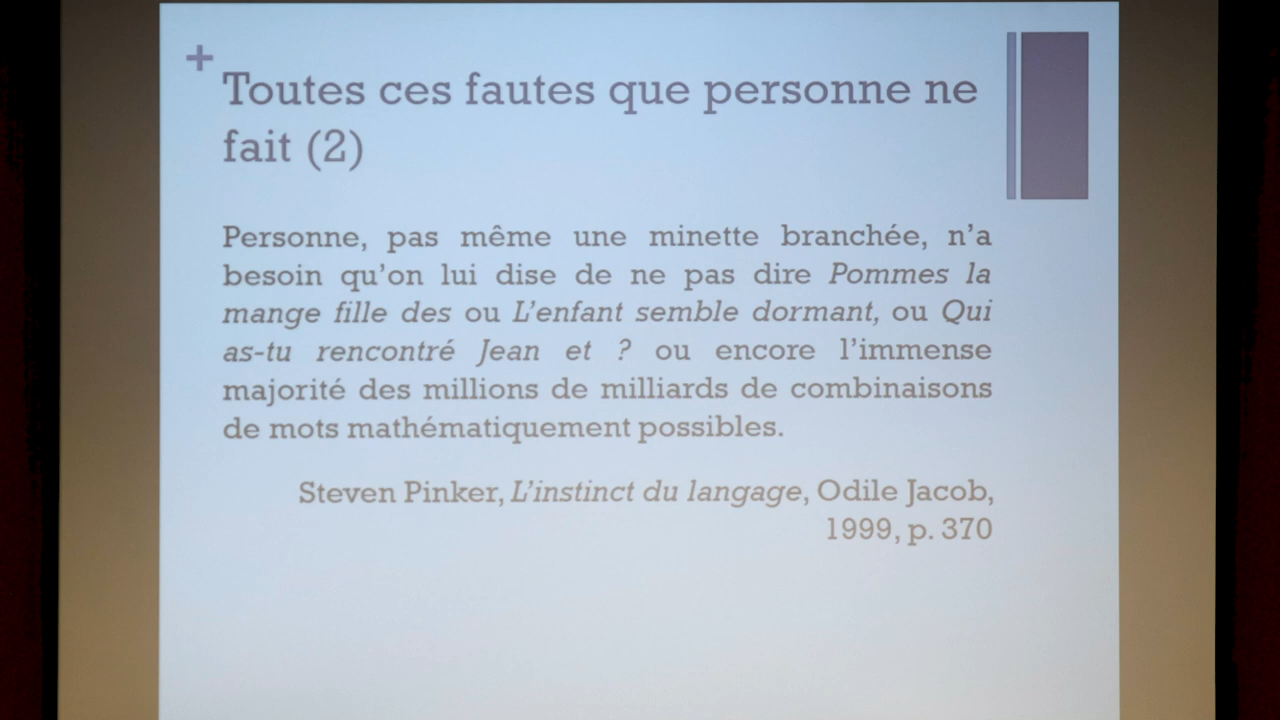 +
Toutes ces fautes que personne ne
fait (2)
Personne, pas même une minette branchée, n’a
besoin qu’on lui dise de ne pas dire Pommes la
mange fille des ou L’enfant semble dormant, ou Qui
as-tu rencontré Jean et ? ou encore l’immense
majorité des millions de milliards de combinaisons
de mots mathématiquement possibles.
Steven Pinker, L’instinct du langage, Odile Jacob,
1999, p. 370